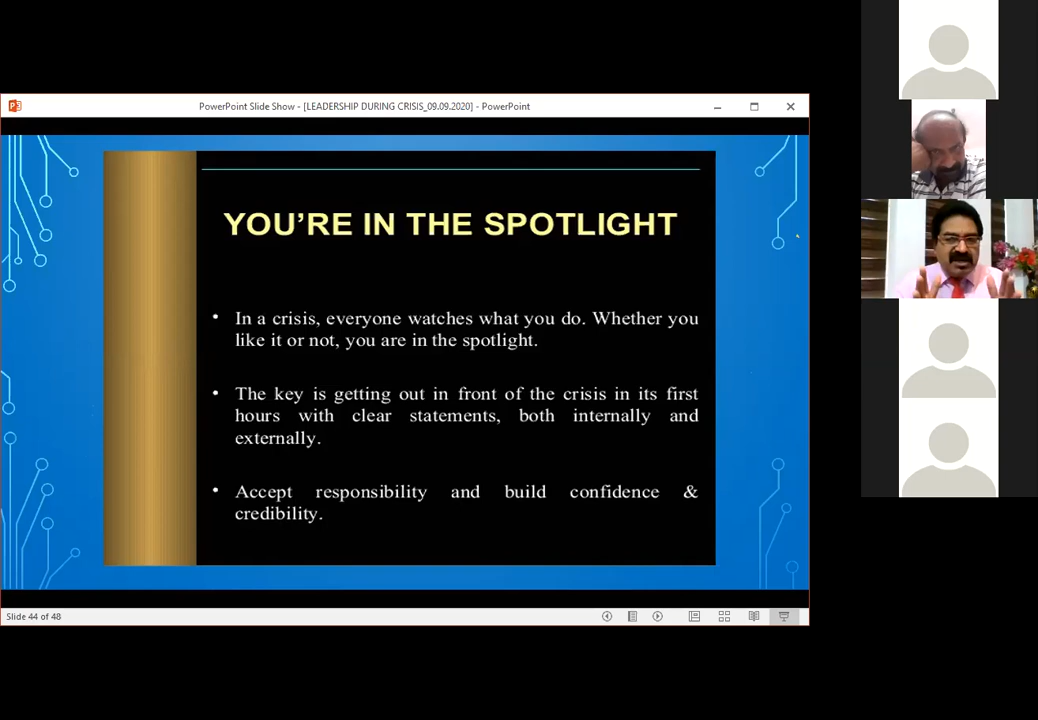 PowerPoint Slide Show - [LEADERSHIP DURING CRISIS_09.09.2020] - PowerPoint
YOU’RE IN THE SPOTLIGHT
• In a crisis, everyone watches what you do. Whether you
like it or not, you are in the spotlight.
• The key is getting out in front of the crisis in its first
hours with clear statements, both internally and
externally.
• Accept responsibility and build confidence &
credibility.
Slide 44 of 48